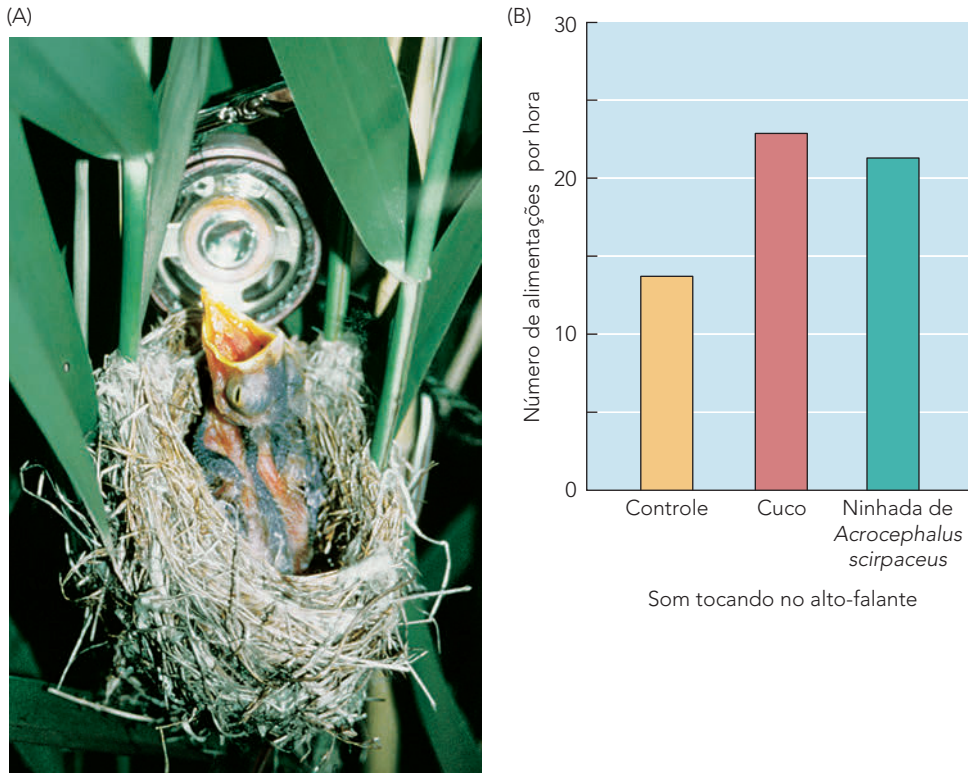 (A)
(B)
Número de alimentações por hora
30
20
10
0
Controle
Cuco
Ninhada de
Acrocephalus
scirpaceus
Som tocando no alto-falante